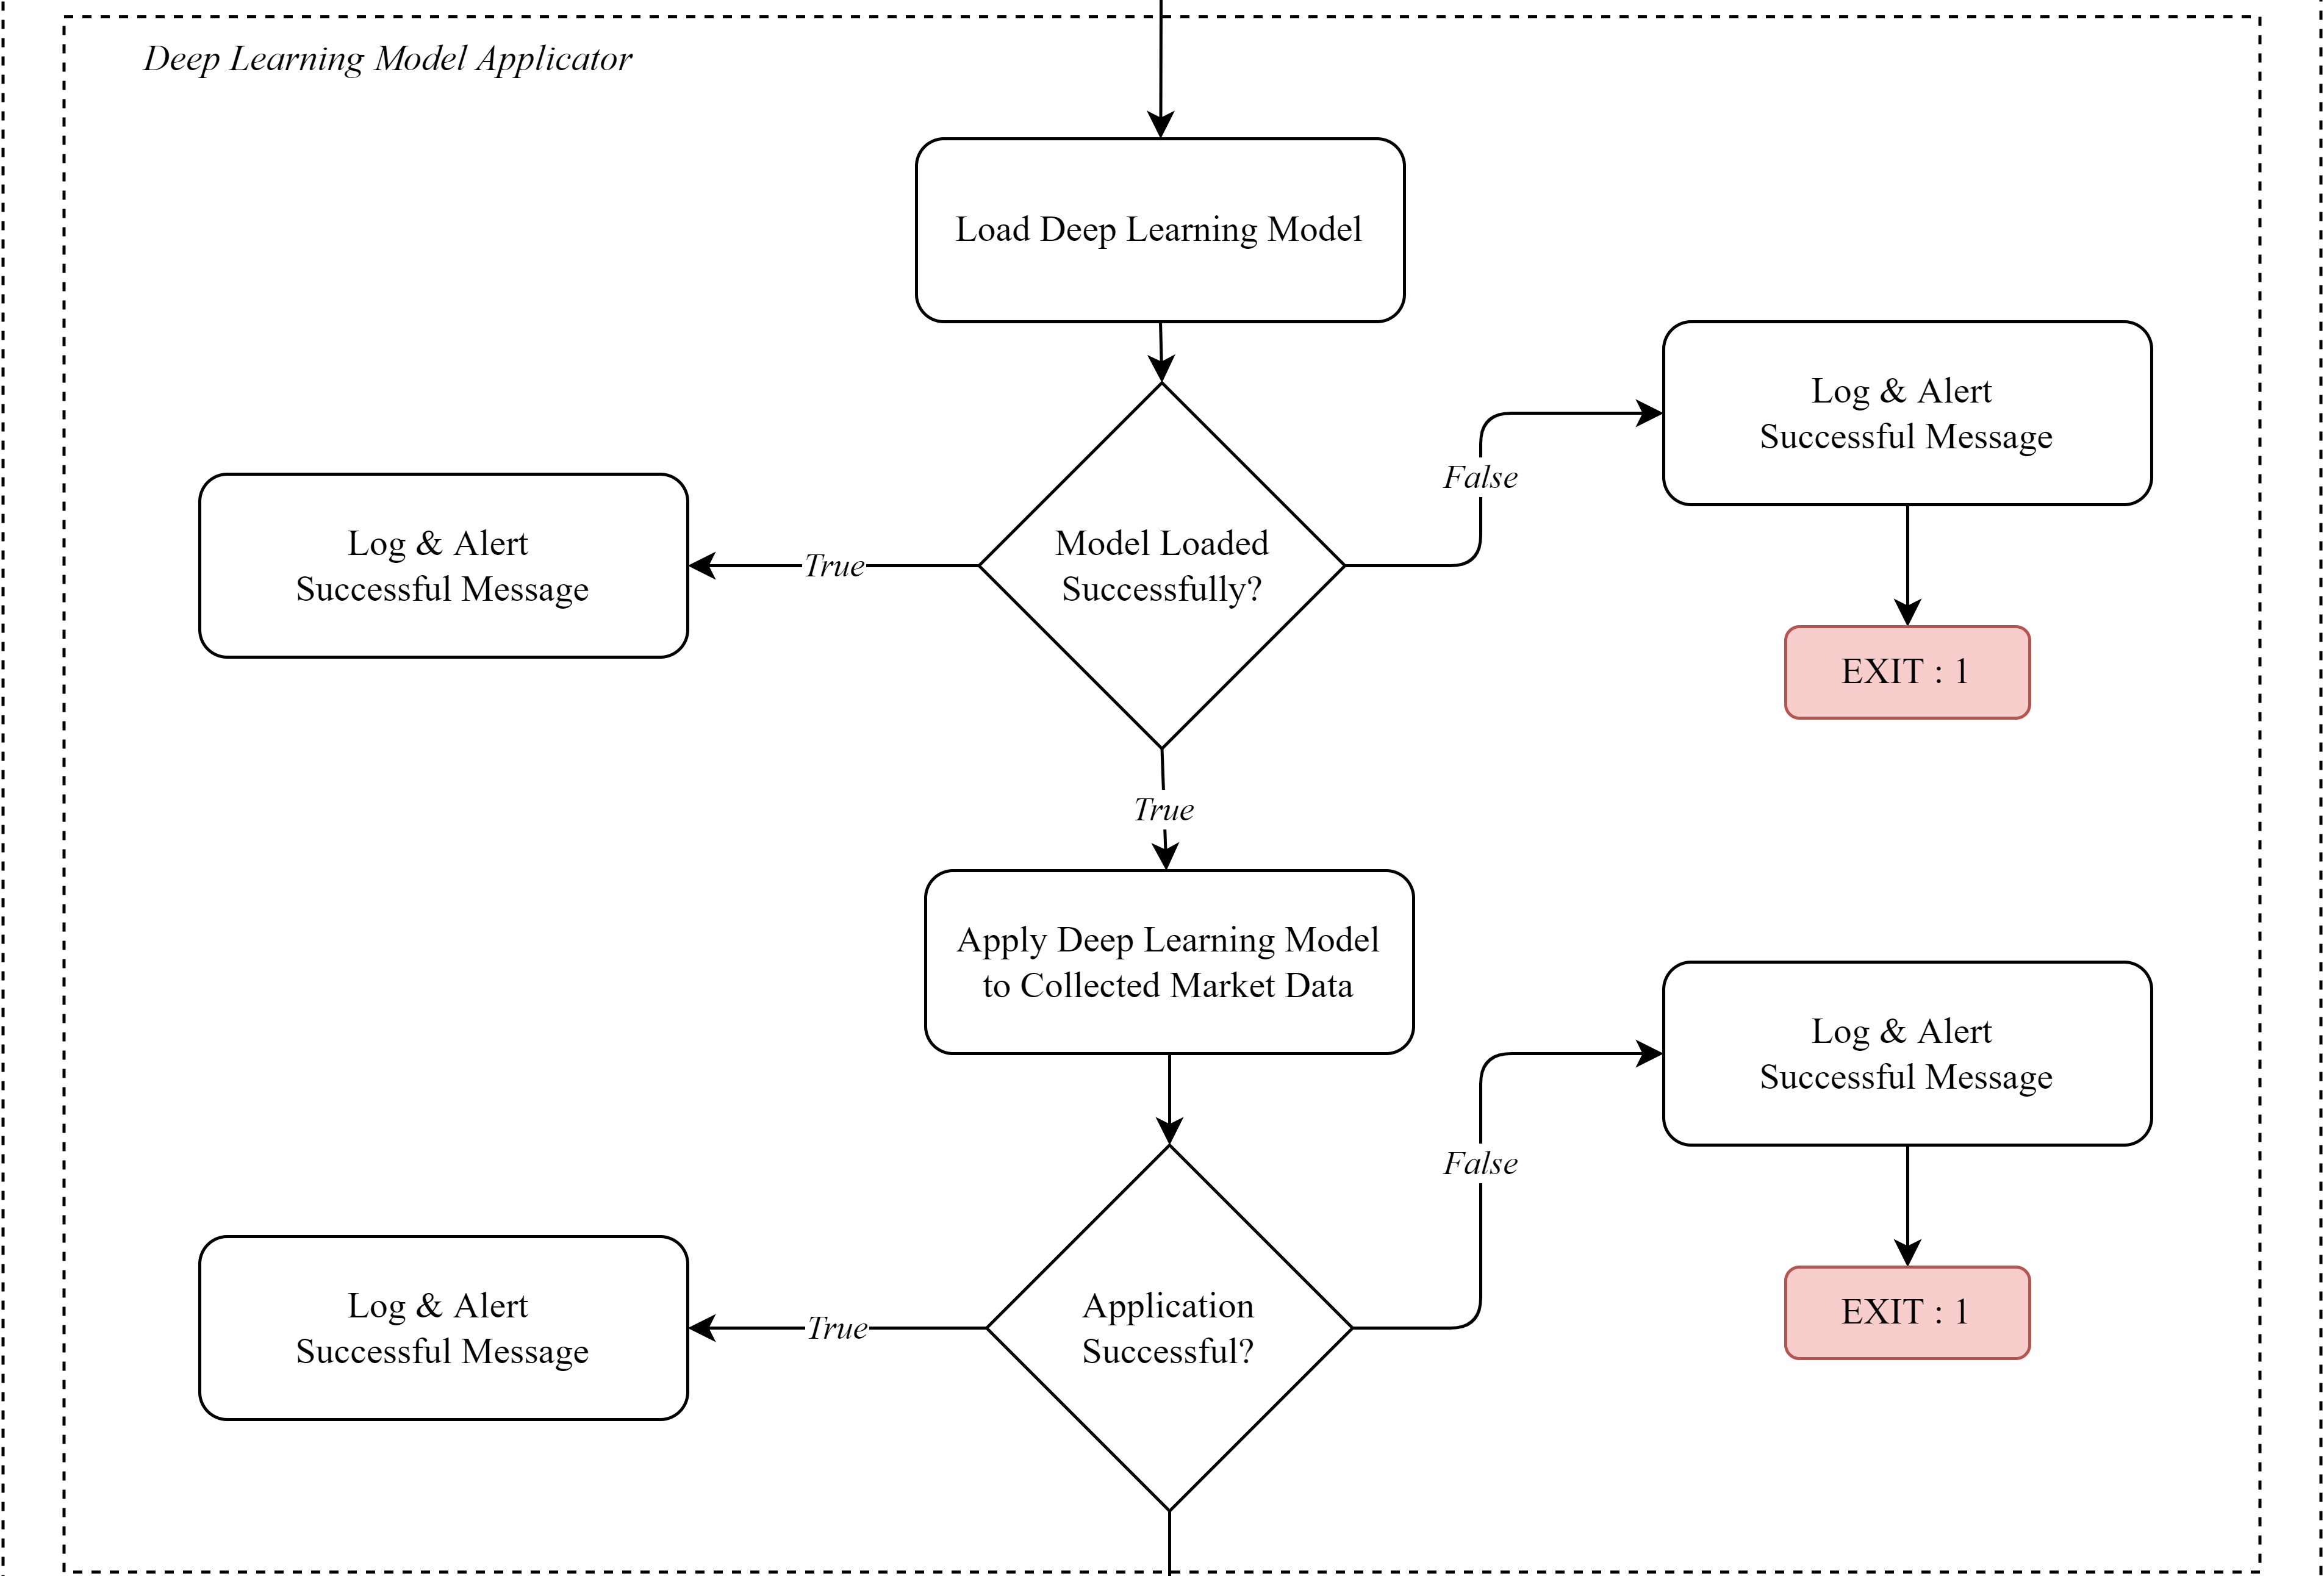 Deep Learning Model Applicator
Load Deep Learning Model
Log & Alert
Successful Message
False
Model Loaded
Successfully?
True
Log & Alert
Successful Message
EXIT : 1
True
Apply Deep Learning Model
to Collected Market Data
Log & Alert
Successful Message
False
Application
Successful?
True
Log & Alert
Successful Message
EXIT : 1